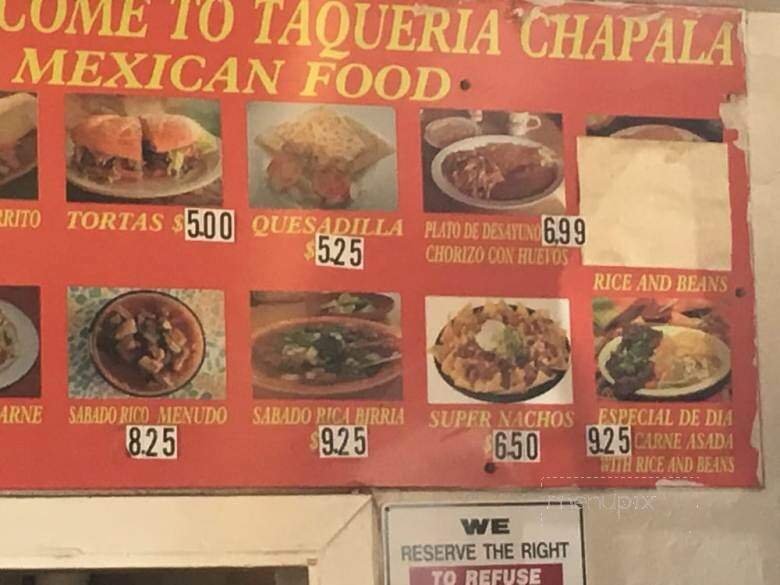 COME TO TAQUERIA CHAPALA
MEXICAN FOOD
RRITO
TORTAS $5.00
QUESADILLA
$5.25
PLATO DE DESAYUNO 6.99
CHORIZO CON HUEVOS
RICE AND BEANS
ARNE
SABADO RICO MENUDO
8.25
SABADO RICA BIRRIA
$9.25
SUPER NACHOS
$6.50
ESPECIAL DE DIA
9.25 CARNE ASADA
WITH RICE AND BEANS
menupix
WE
RESERVE THE RIGHT
TO REFUSE